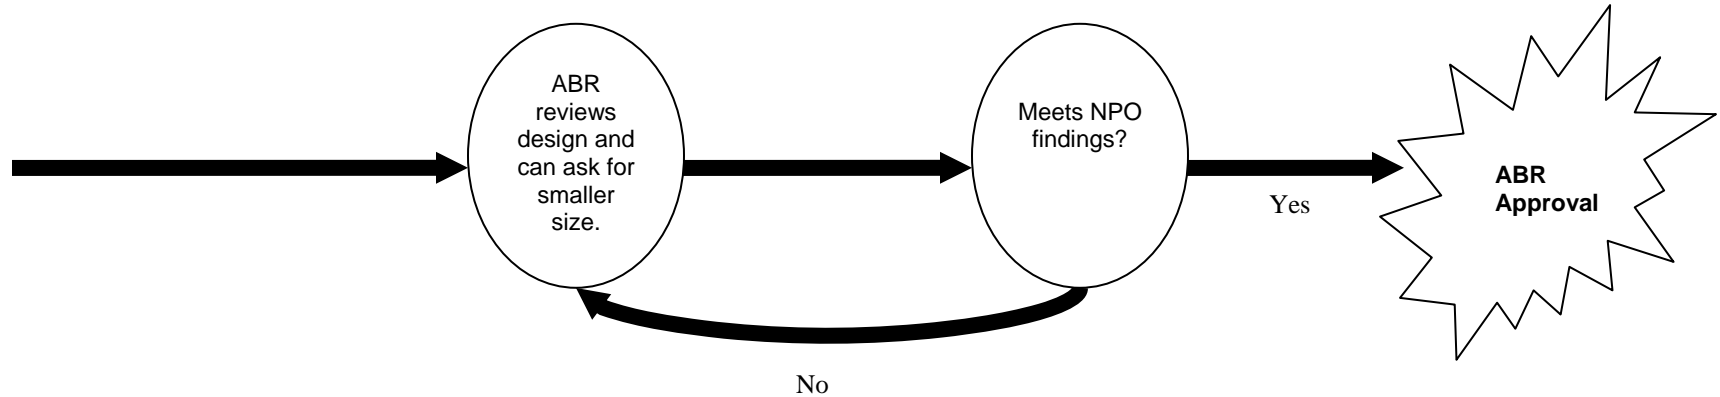 ABR
reviews
design and
can ask for
smaller
size.
Meets NPO
findings?
Yes
ABR
Approval
No